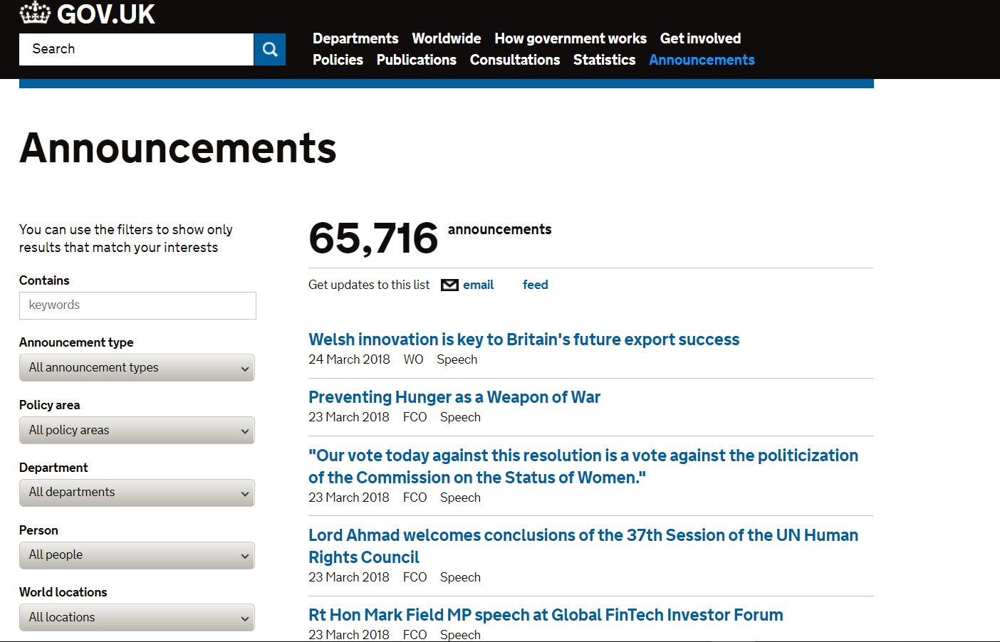 GOV.UK
Search
Departments Worldwide How government works Get involved
Policies Publications Consultations Statistics Announcements
Announcements
You can use the filters to show only
results that match your interests
Contains
keywords
Announcement type
All announcement types
Policy area
All policy areas
Department
All departments
Person
All people
World locations
All locations
65,716 announcements
Get updates to this list email feed
Welsh innovation is key to Britain's future export success
24 March 2018 WO Speech
Preventing Hunger as a Weapon of War
23 March 2018 FCO Speech
"Our vote today against this resolution is a vote against the politicization
of the Commission on the Status of Women."
23 March 2018 FCO Speech
Lord Ahmad welcomes conclusions of the 37th Session of the UN Human
Rights Council
23 March 2018 FCO Speech
Rt Hon Mark Field MP speech at Global FinTech Investor Forum
23 March 2018 FCO Speech